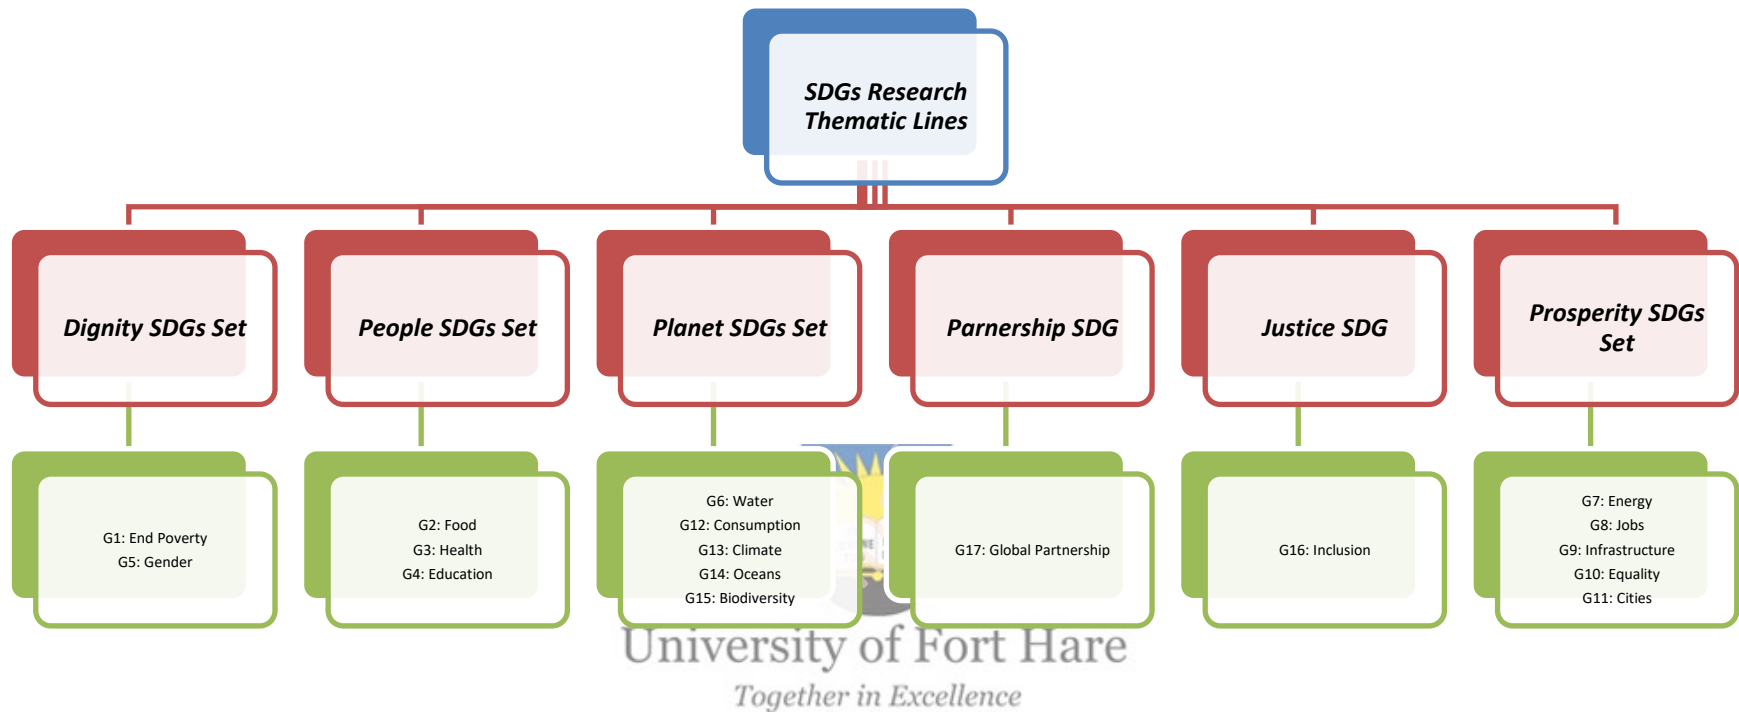 SDGs Research
Thematic Lines
Dignity SDGs Set
People SDGs Set
Planet SDGs Set
Parnership SDG
Justice SDG
Prosperity SDGs
Set
G1: End Poverty
G5: Gender
G2: Food
G3: Health
G4: Education
G6: Water
G12: Consumption
G13: Climate
G14: Oceans
G15: Biodiversity
G17: Global Partnership
G16: Inclusion
G7: Energy
G8: Jobs
G9: Infrastructure
G10: Equality
G11: Cities
University of Fort Hare
Together in Excellence